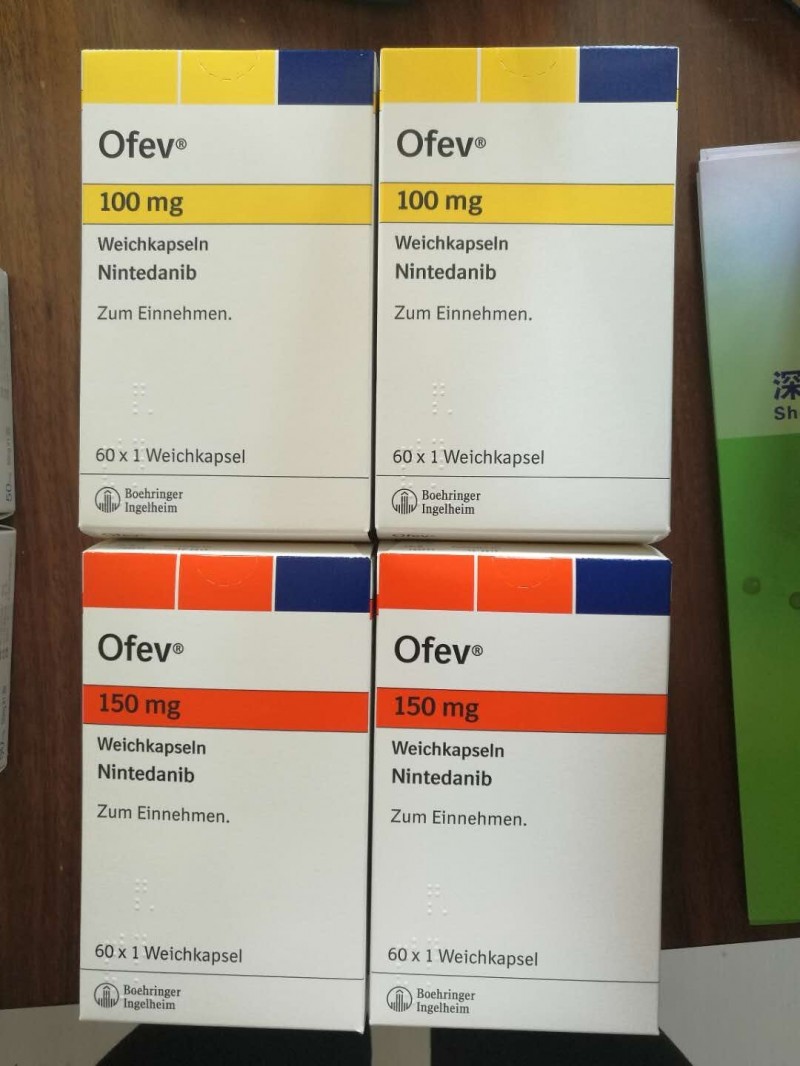 Ofev®
100 mg
Weichkapseln
Nintedanib
Zum Einnehmen.
60 x 1 Weichkapsel
Boehringer
Ingelheim
Ofev®
100 mg
Weichkapseln
Nintedanib
Zum Einnehmen.
60 x 1 Weichkapsel
Boehringer
Ingelheim
Ofev®
150 mg
Weichkapseln
Nintedanib
Zum Einnehmen.
60 x 1 Weichkapsel
Boehringer
Ingelheim
Ofev®
150 mg
Weichkapseln
Nintedanib
Zum Einnehmen.
60 x 1 Weichkapsel
Boehringer
Ingelheim
深
Sh